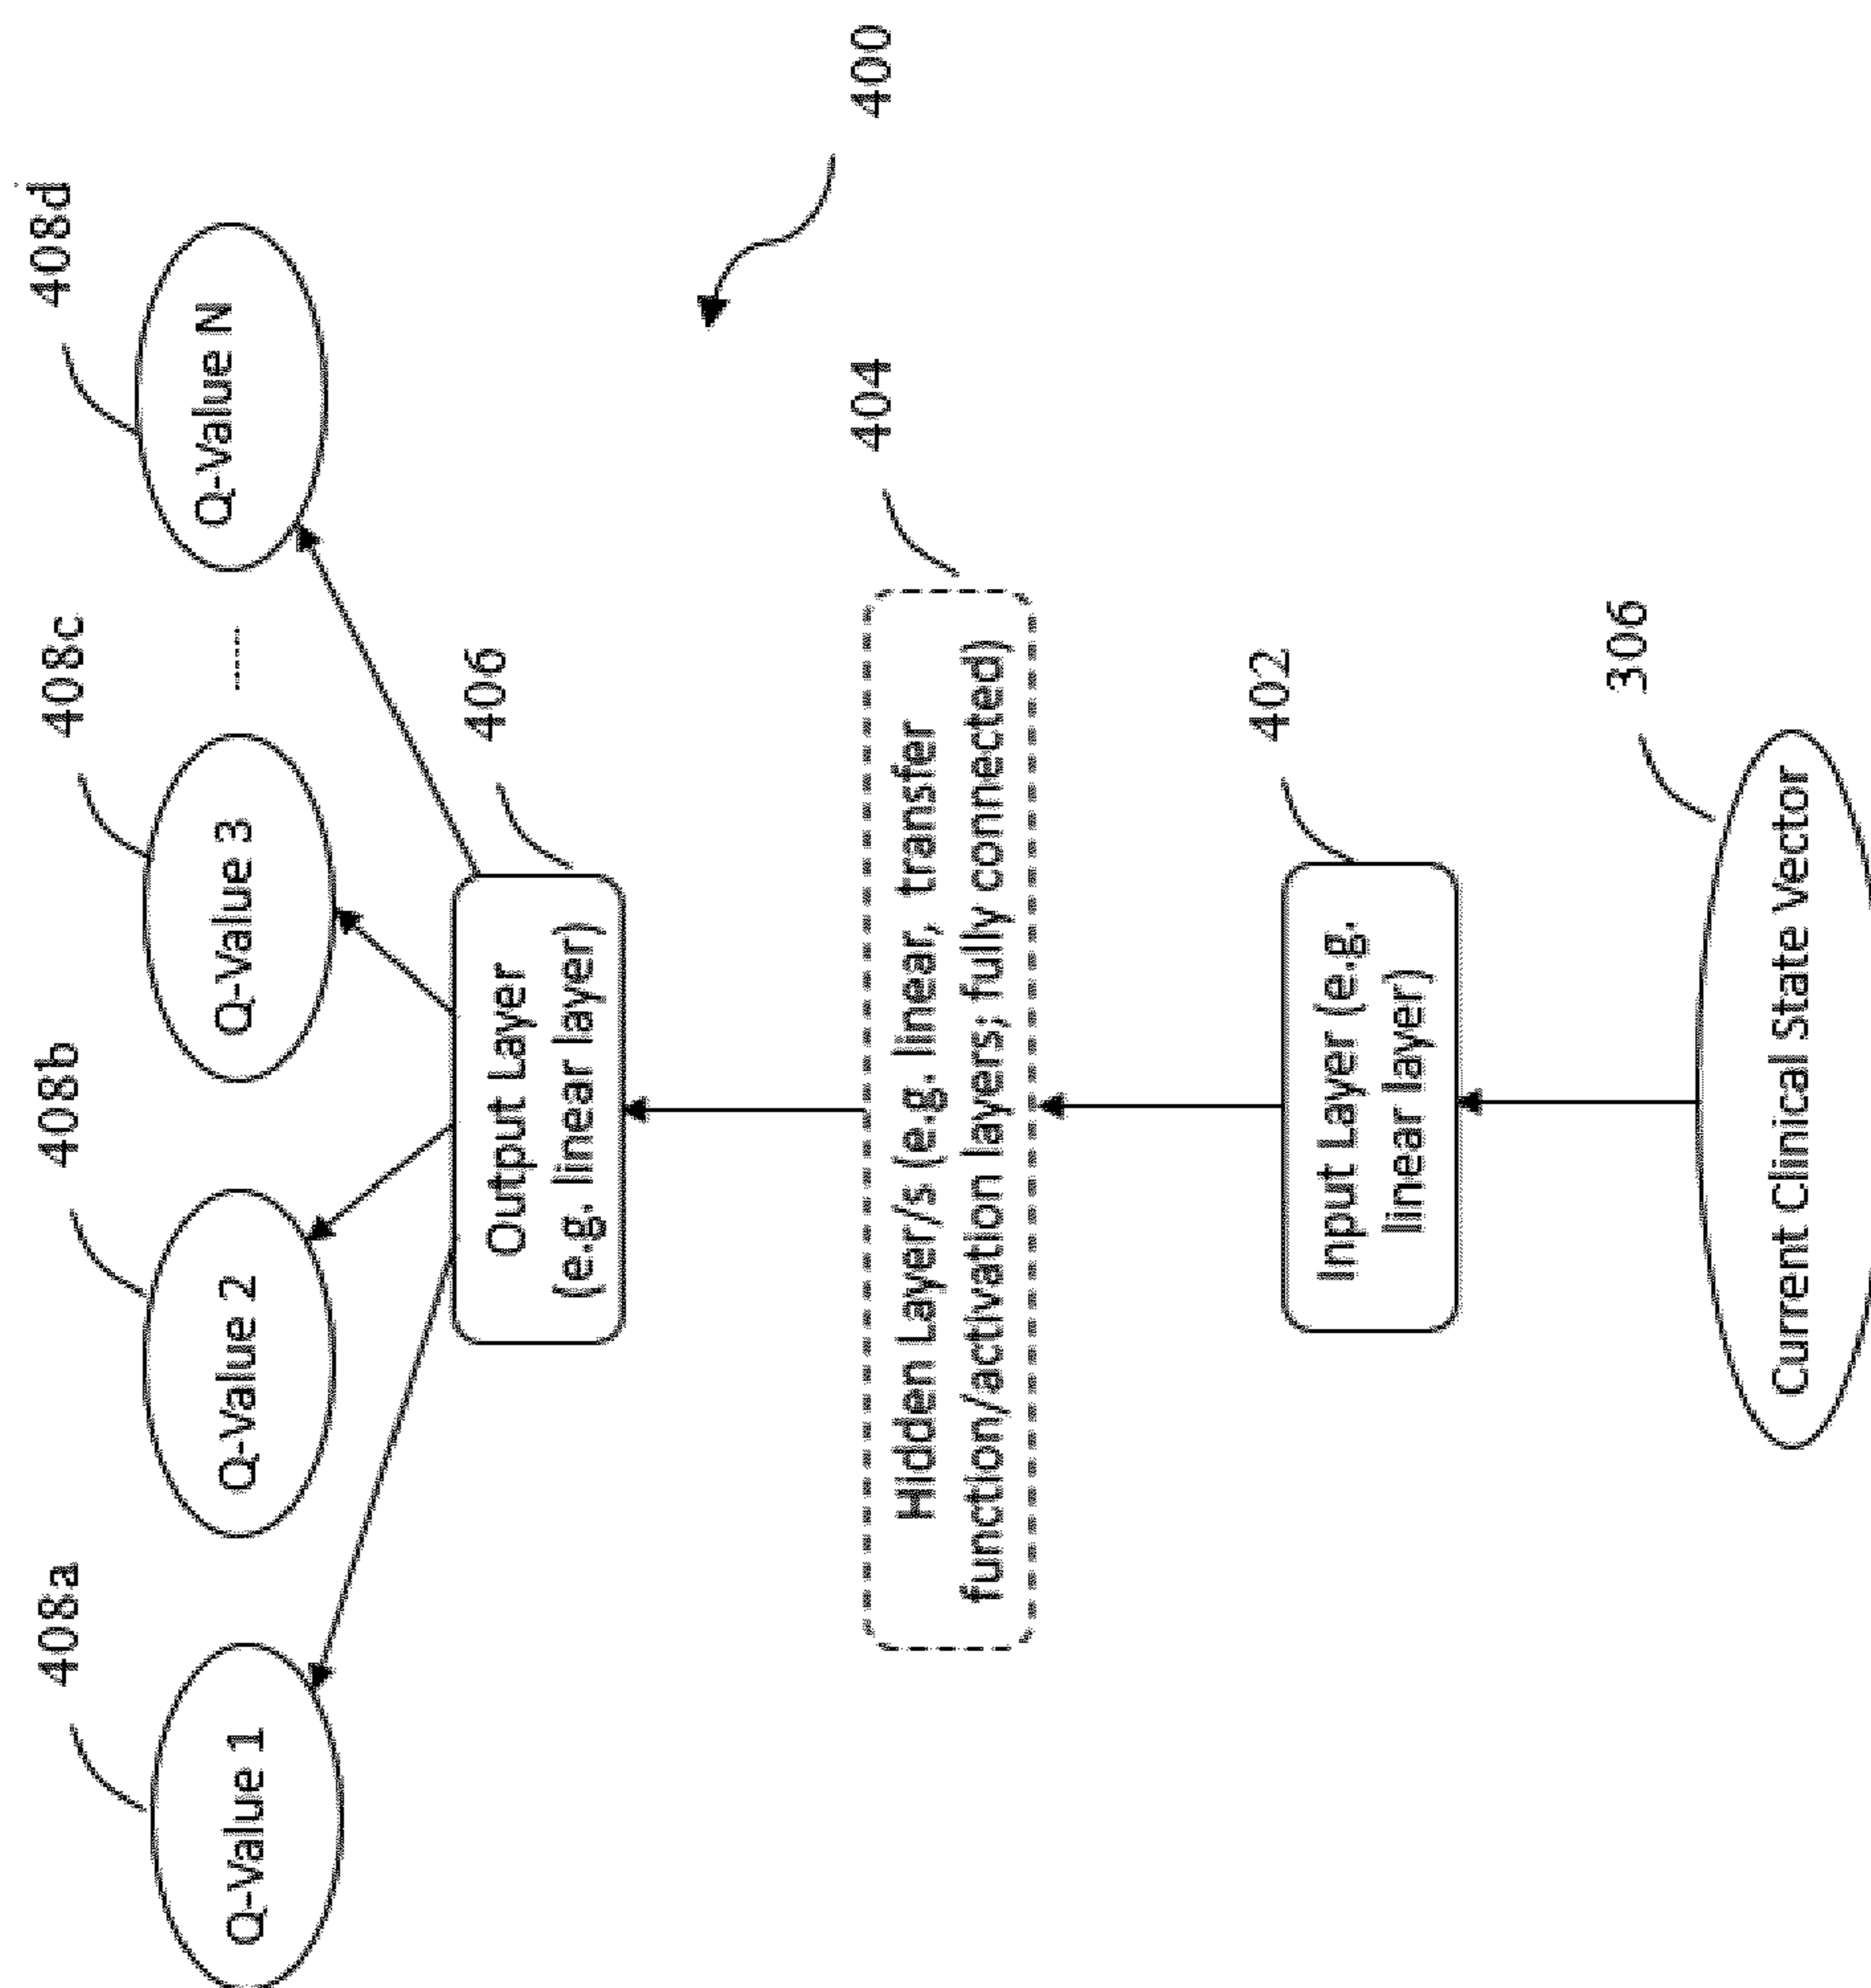 408a
408b
408c
408d
Q-Value 1
Q-Value 2
Q-Value 3
......
Q-Value N
406
Output Layer
(e.g. linear layer)
400
404
Hidden Layer/s (e.g. linear, transfer
function/activation layers; fully connected)
402
Input Layer (e.g.
linear layer)
306
Current Clinical State Vector